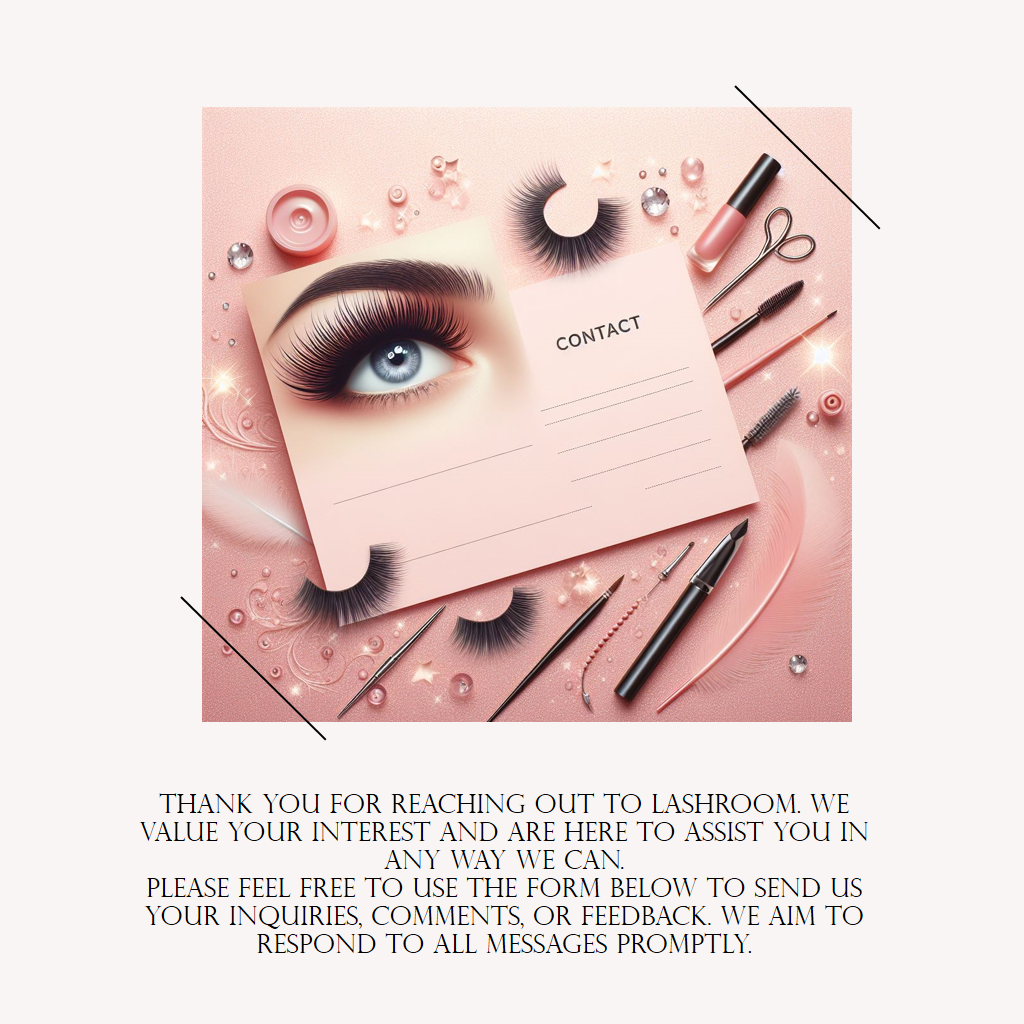 CONTACT
THANK YOU FOR REACHING OUT TO LASHROOM. WE
VALUE YOUR INTEREST AND ARE HERE TO ASSIST YOU IN
ANY WAY WE CAN.
PLEASE FEEL FREE TO USE THE FORM BELOW TO SEND US
YOUR INQUIRIES, COMMENTS, OR FEEDBACK. WE AIM TO
RESPOND TO ALL MESSAGES PROMPTLY.